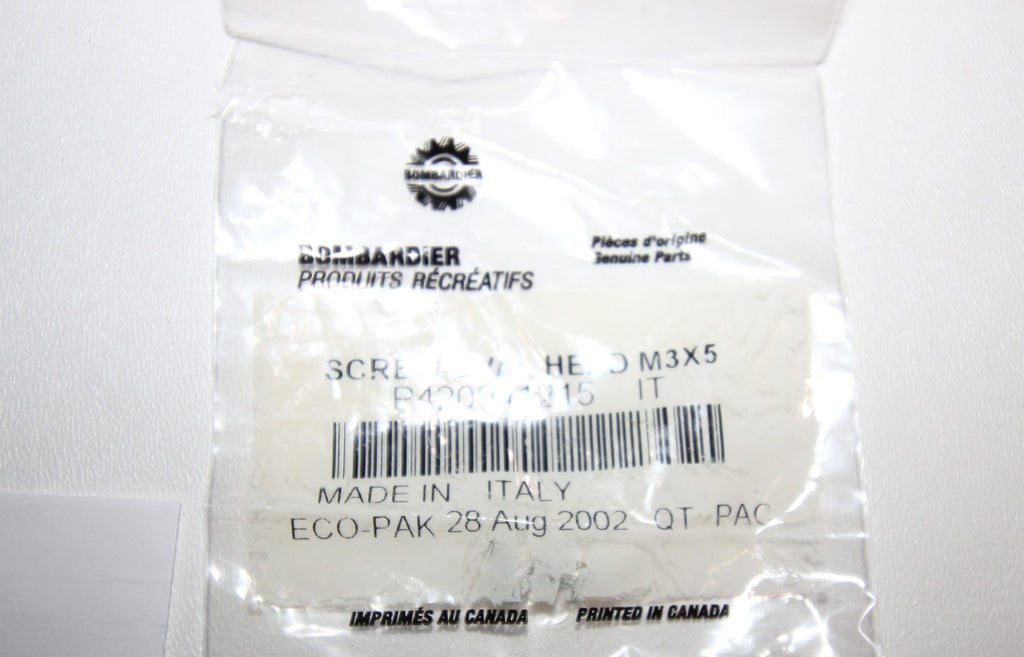 BOMBARDIER
BOMBARDIER
PRODUITS RÉCRÉATIFS
Pièces d'origine
Genuine Parts
HEAD M3X5
IT
MADE IN ITALY
ECO-PAK 28 Aug 2002 QT PAC
IMPRIMÉS AU CANADA
PRINTED IN CANADA